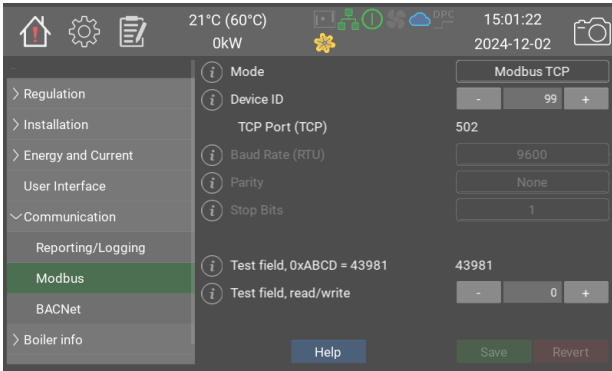 21°C (60°C)
0kW
DPC
15:01:22
2024-12-02
Regulation
Installation
Energy and Current
User Interface
Communication
Reporting/Logging
Modbus
BACNet
Boiler info
i Mode Modbus TCP
i Device ID - 99 +
TCP Port (TCP) 502
i Baud Rate (RTU) 9600
i Parity None
i Stop Bits 1
i Test field, 0xABCD = 43981 43981
i Test field, read/write - 0 +
Help Save Revert